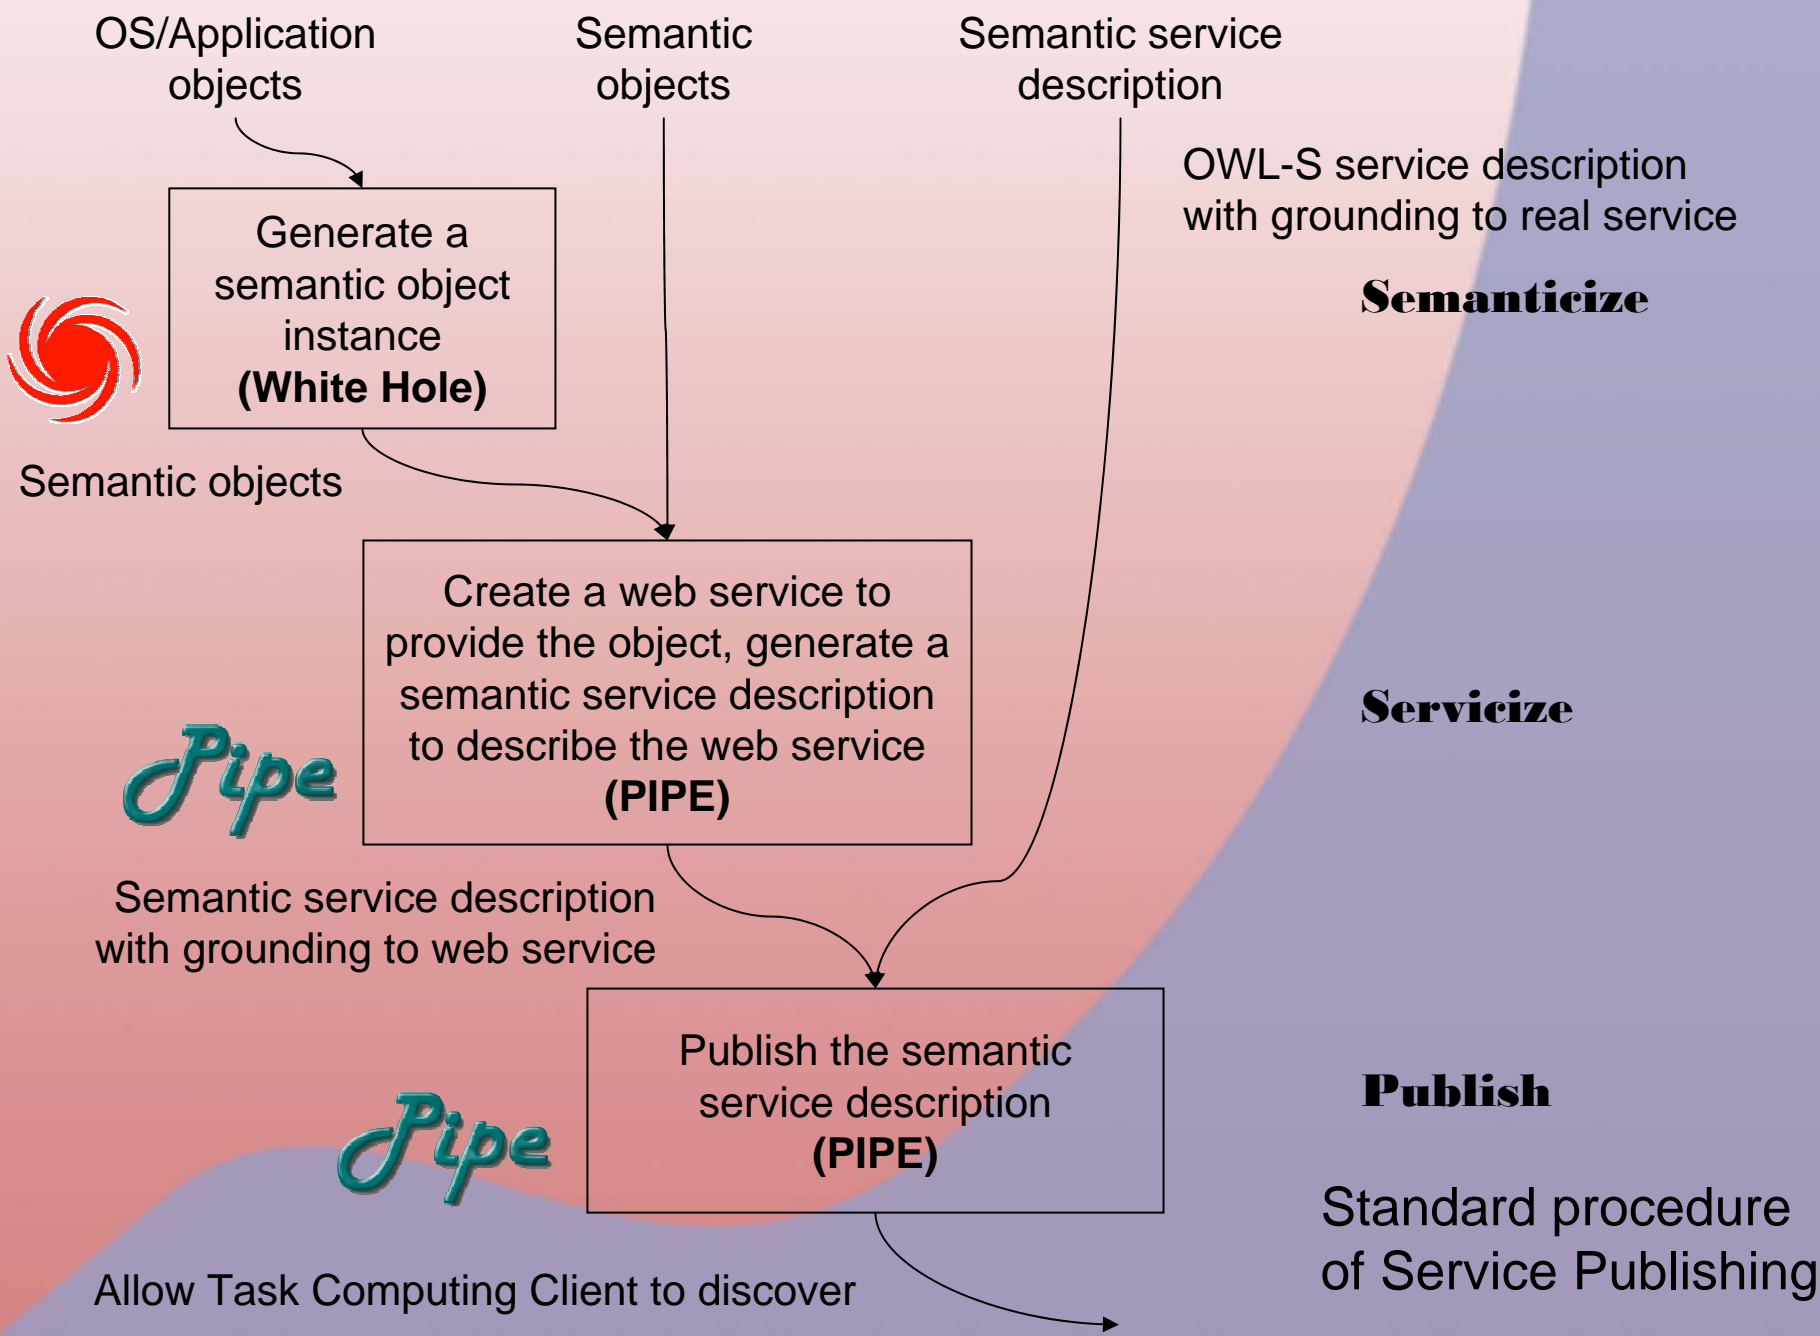 OS/Application
objects
Semantic
objects
Semantic service
description
OWL-S service description
with grounding to real service
Generate a
semantic object
instance
(White Hole)
Semanticize
Semantic objects
Create a web service to
provide the object, generate a
semantic service description
to describe the web service
(PIPE)
Servicize
Pipe
Semantic service description
with grounding to web service
Publish the semantic
service description
(PIPE)
Publish
Pipe
Standard procedure
of Service Publishing
Allow Task Computing Client to discover